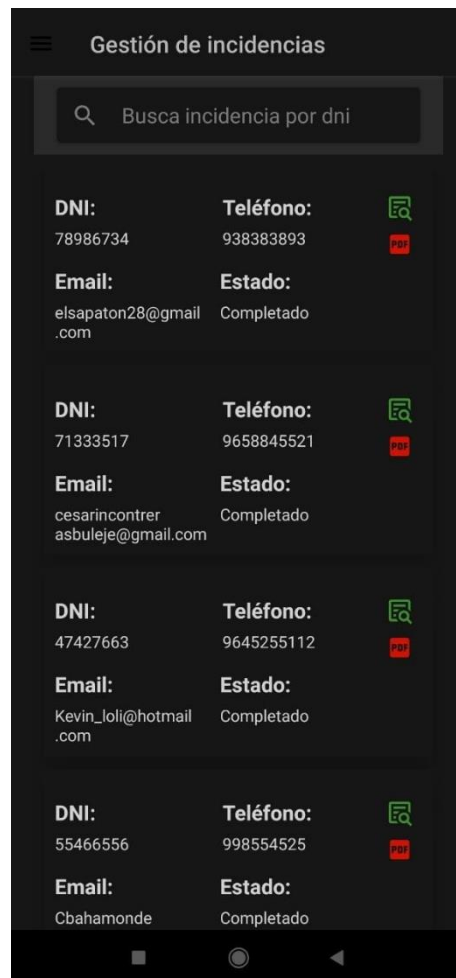 Gestión de incidencias
Busca incidencia por dni
DNI: Teléfono:
78986734 938383893
PDF
Email: Estado:
elsapaton28@gmail Completado
.com
DNI: Teléfono:
71333517 9658845521
PDF
Email: Estado:
cesarincontrer Completado
asbuleje@gmail.com
DNI: Teléfono:
47427663 9645255112
PDF
Email: Estado:
Kevin_loli@hotmail Completado
.com
DNI: Teléfono:
55466556 998554525
PDF
Email: Estado:
Cbahamonde Completado